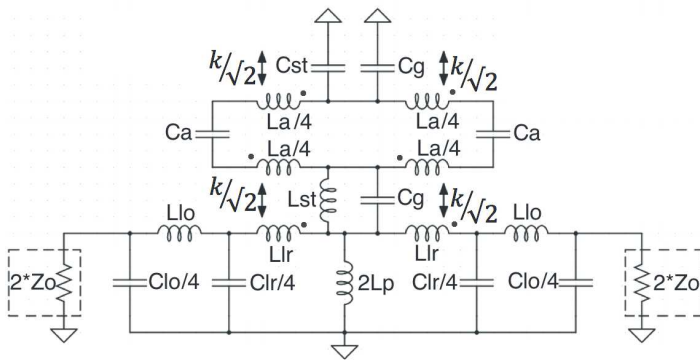 k/√2 Cst Cg k/√2
La/4 La/4
Ca Ca
La/4 La/4
k/√2 Lst Cg k/√2
Llo Llo
Llr Llr
2*Zo Clo/4 Clr/4 2Lp Clr/4 Clo/4 2*Zo